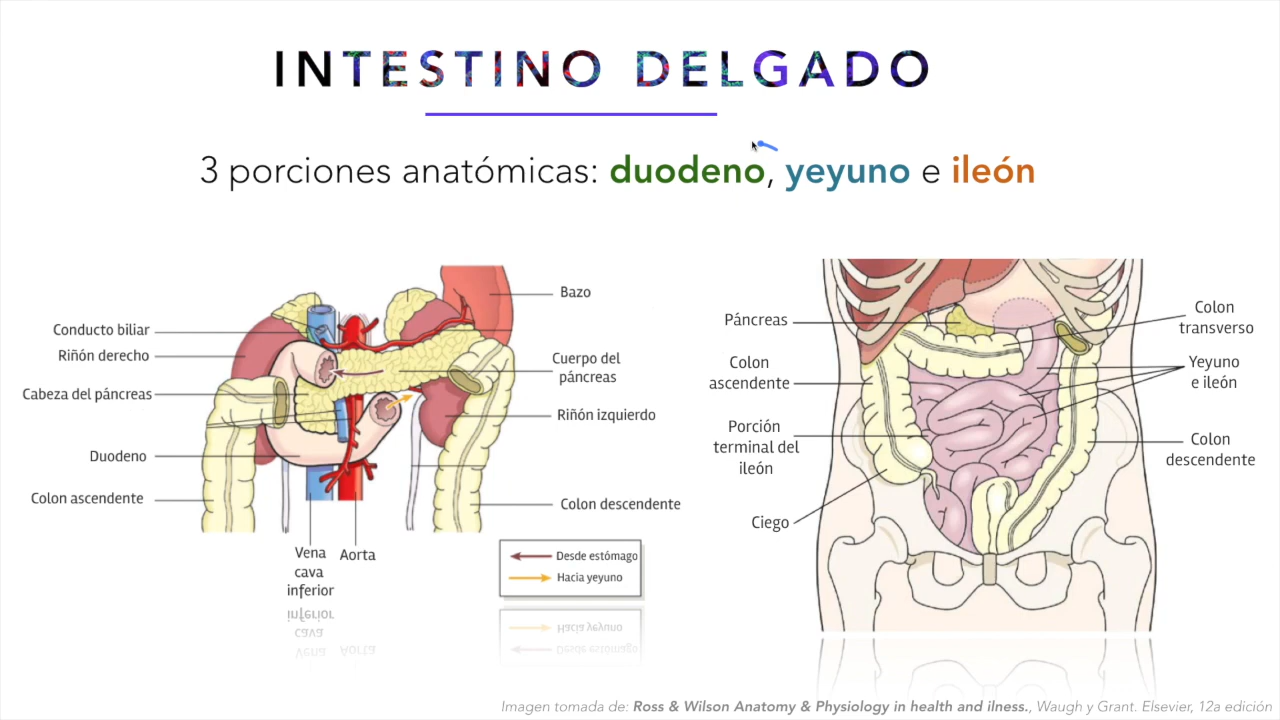 INTESTINO DELGADO
3 porciones anatómicas: duodeno, yeyuno e ileón
Conducto biliar
Riñón derecho
Cabeza del páncreas
Duodeno
Colon ascendente
Vena
cava
inferior
Aorta
Bazo
Cuerpo del
páncreas
Riñón izquierdo
Colon descendente
Desde estómago
Hacia yeyuno
Páncreas
Colon
ascendente
Porción
terminal del
ileón
Ciego
Colon
transverso
Yeyuno
e ileón
Colon
descendente
Imagen tomada de: Ross & Wilson Anatomy & Physiology in health and ilness., Waugh y Grant. Elsevier, 12a edición